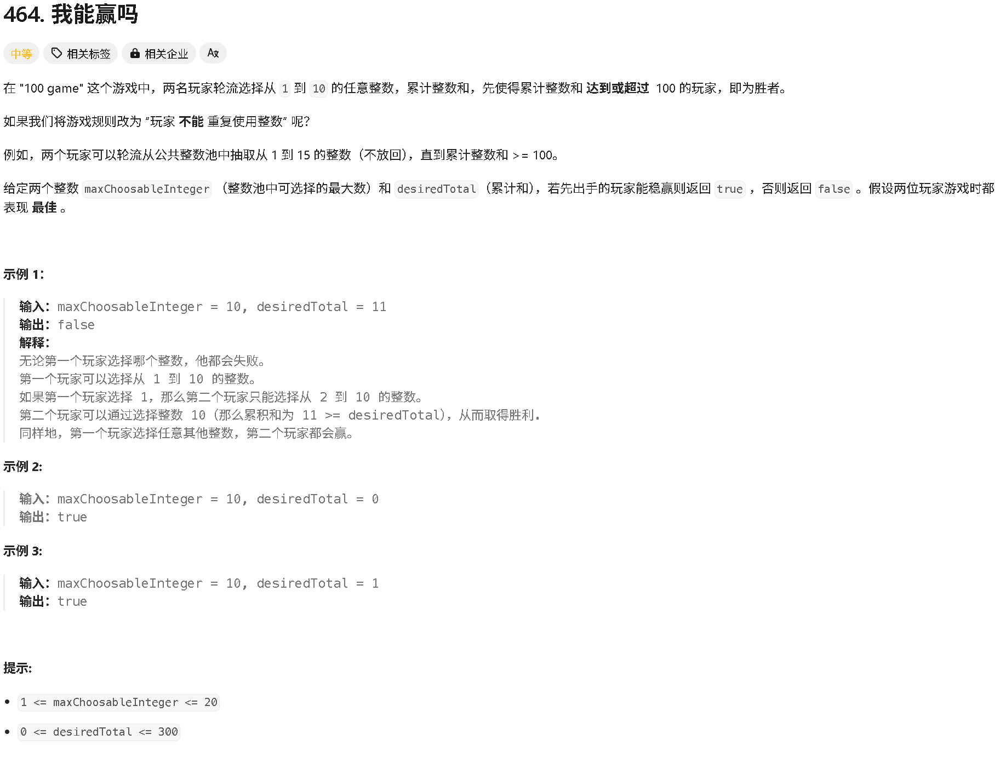 464. 我能赢吗
中等 相关标签 相关企业
在 "100 game" 这个游戏中，两名玩家轮流选择从 1 到 10 的任意整数，累计整数和，先使得累计整数和 达到或超过 100 的玩家，即为胜者。
如果我们将游戏规则改为 “玩家 不能 重复使用整数” 呢？
例如，两个玩家可以轮流从公共整数池中抽取从 1 到 15 的整数（不放回），直到累计整数和 >= 100。
给定两个整数 maxChoosableInteger （整数池中可选择的最大数）和 desiredTotal（累计和），若先出手的玩家能稳赢则返回 true ，否则返回 false 。假设两位玩家游戏时都
表现 最佳 。
示例 1：
输入：maxChoosableInteger = 10, desiredTotal = 11
输出：false
解释：
无论第一个玩家选择哪个整数，他都会失败。
第一个玩家可以选择从 1 到 10 的整数。
如果第一个玩家选择 1，那么第二个玩家只能选择从 2 到 10 的整数。
第二个玩家可以通过选择整数 10（那么累积和为 11 >= desiredTotal），从而取得胜利.
同样地，第一个玩家选择任意其他整数，第二个玩家都会赢。
示例 2:
输入：maxChoosableInteger = 10, desiredTotal = 0
输出：true
示例 3:
输入：maxChoosableInteger = 10, desiredTotal = 1
输出：true
提示:
• 1 <= maxChoosableInteger <= 20
• 0 <= desiredTotal <= 300